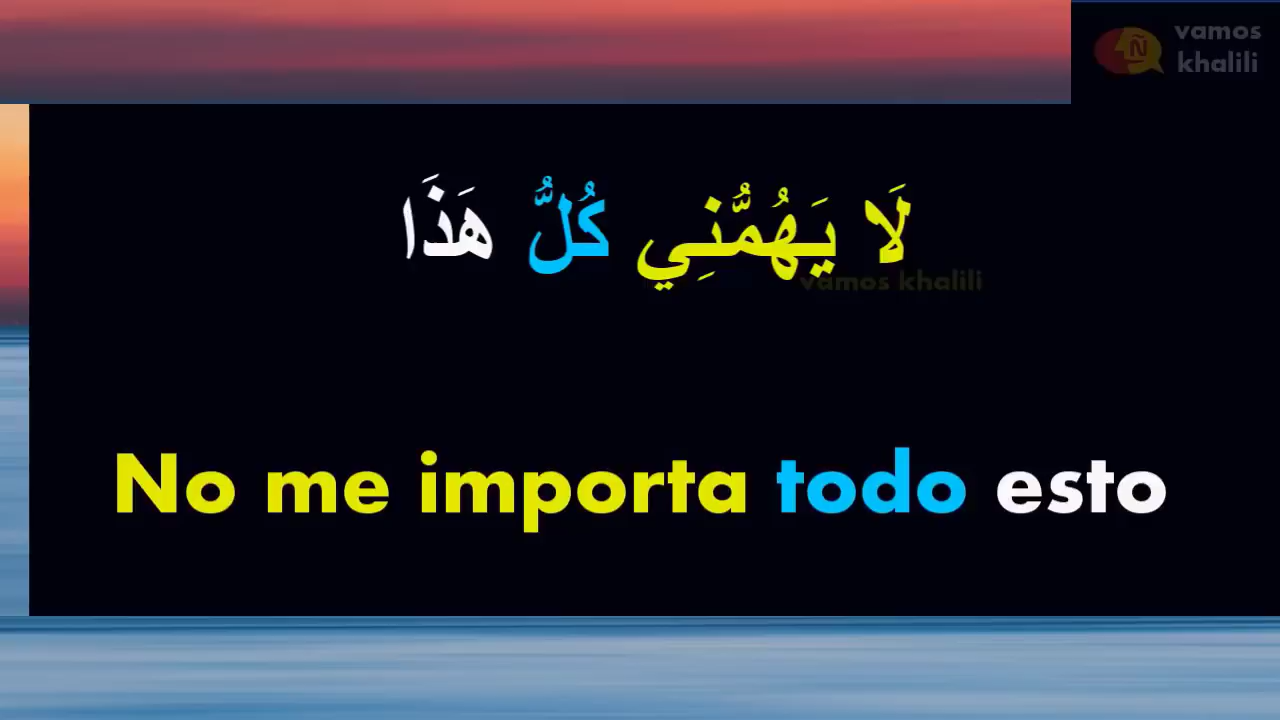 vamos
khalili
Ñ
لَا يَهُمُّنِي كُلُّ هَذَا
vamos khalili
No me importa todo esto